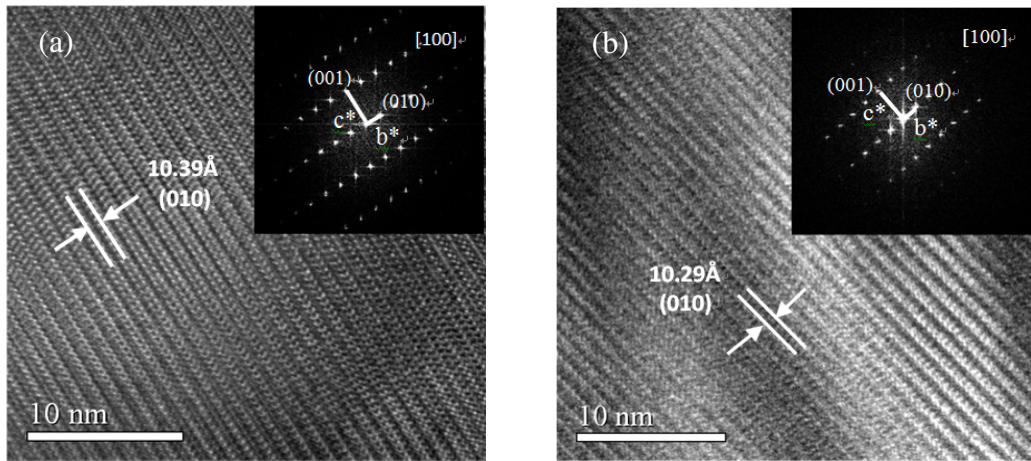 (a)
[100]
(001)
(010)
c*
b*
10.39Å
(010)
10 nm
(b)
[100]
(001)
(010)
c*
b*
10.29Å
(010)
10 nm